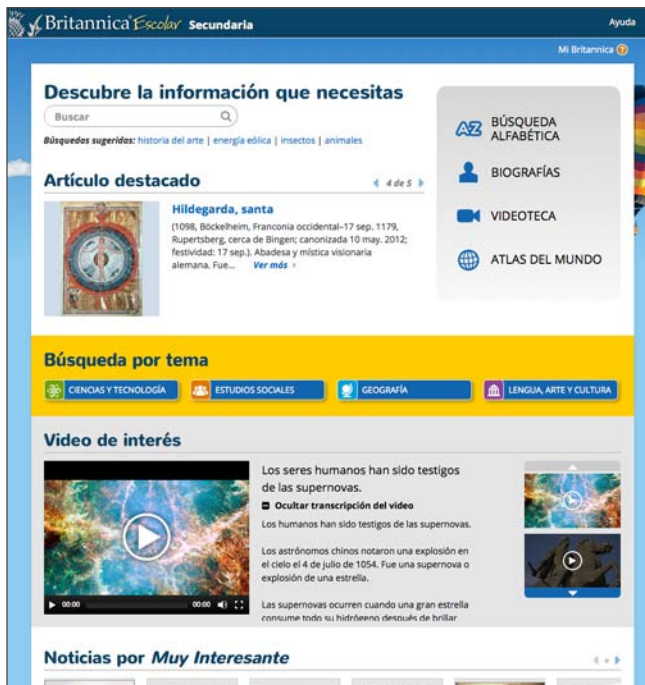 Britannica Escolar Secundaria
Ayuda
Mi Britannica ?
Descubre la información que necesitas
Buscar
Búsquedas sugeridas: historia del arte | energía eólica | insectos | animales
AZ BÚSQUEDA
ALFABÉTICA
BIOGRAFÍAS
VIDEOTECA
ATLAS DEL MUNDO
Artículo destacado
4 de 5
Hildegarda, santa
(1098, Böckelheim, Franconia occidental–17 sep. 1179,
Rupertsberg, cerca de Bingen; canonizada 10 may. 2012;
festividad: 17 sep.). Abadesa y mística visionaria
alemana. Fue... Ver más
Búsqueda por tema
CIENCIAS Y TECNOLOGÍA
ESTUDIOS SOCIALES
GEOGRAFÍA
LENGUA, ARTE Y CULTURA
Video de interés
00:00 00:00
Los seres humanos han sido testigos
de las supernovas.
Ocultar transcripción del video
Los humanos han sido testigos de las supernovas.
Los astrónomos chinos notaron una explosión en
el cielo el 4 de julio de 1054. Fue una supernova o
explosión de una estrella.
Las supernovas ocurren cuando una gran estrella
consume todo su hidrógeno después de brillar
Noticias por Muy Interesante